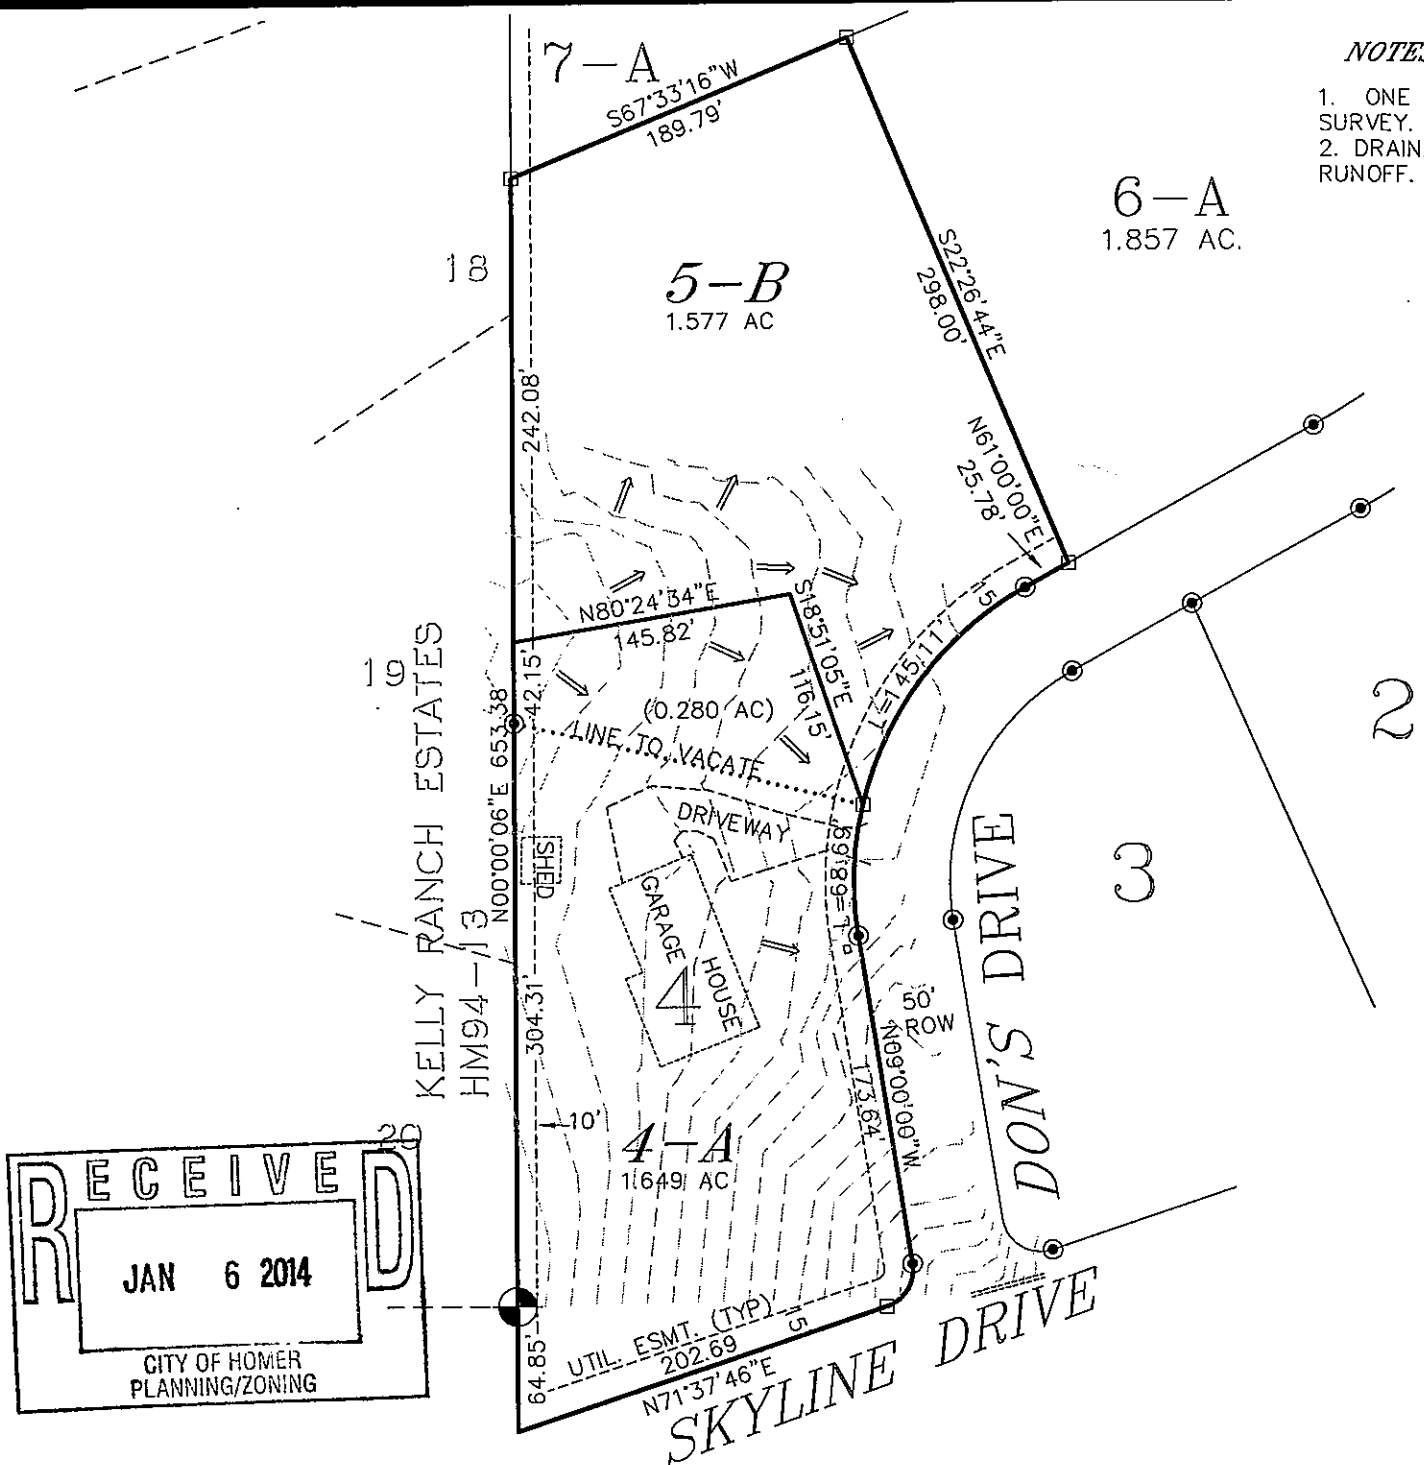 NOTES
1. ONE
SURVEY.
2. DRAIN
RUNOFF.
7-A
S67°33'16"W
189.79'
6-A
1.857 AC.
18
5-B
1.577 AC
S22°26'44"E
298.00'
242.08'
N61°00'00"E
25.78'
N80°24'34"E
145.82'
S18°51'05"E
116.15'
15
L=145.11'
19
42.15'
(0.280 AC)
LINE TO VACATE
2
KELLY RANCH ESTATES
HM94-13
N00°00'06"E 653.38
DRIVEWAY
SHED
GARAGE
HOUSE
L=68.69
3
4
304.31'
50'
ROW
DON'S DRIVE
N09°00'00"W
173.64'
10'
4-A
1.649 AC
20
RECEIVED
JAN 6 2014
CITY OF HOMER
PLANNING/ZONING
64.85'
UTIL. ESMT. (TYP)
15
202.69
N71°37'46"E
SKYLINE DRIVE